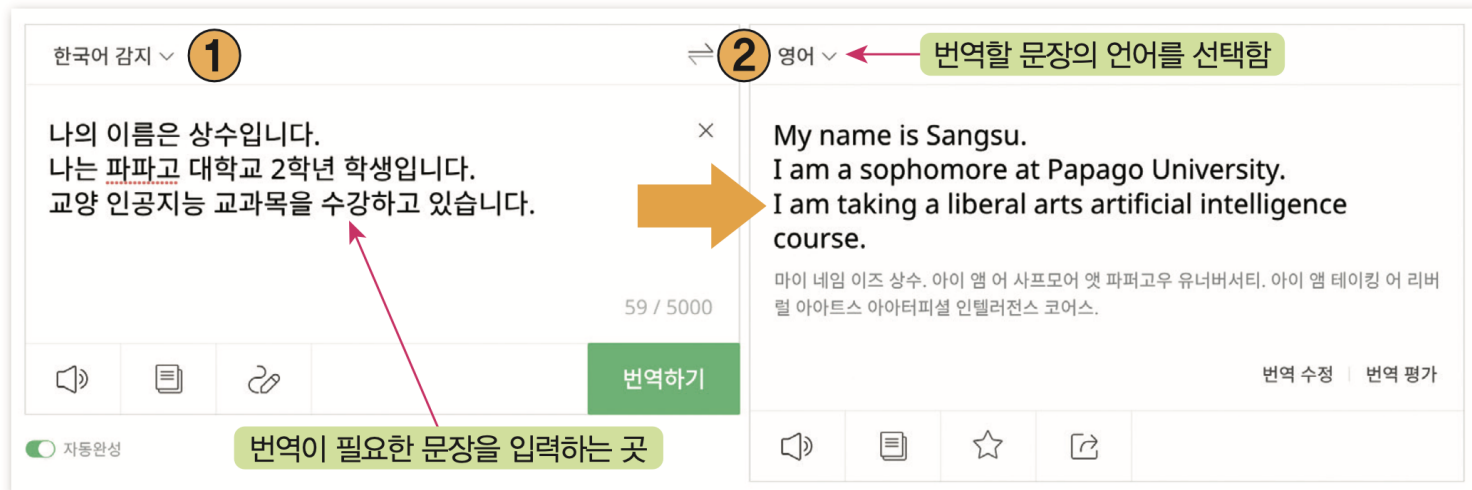 한국어 감지
1
2
영어
번역할 문장의 언어를 선택함
나의 이름은 상수입니다.
나는 파파고 대학교 2학년 학생입니다.
교양 인공지능 교과목을 수강하고 있습니다.
59 / 5000
번역하기
자동완성
번역이 필요한 문장을 입력하는 곳
My name is Sangsu.
I am a sophomore at Papago University.
I am taking a liberal arts artificial intelligence
course.
마이 네임 이즈 상수. 아이 앰 어 사프모어 앳 파퍼고우 유너버서티. 아이 앰 테이킹 어 리버
럴 아아트스 아아터피셜 인텔러전스 코어스.
번역 수정
번역 평가